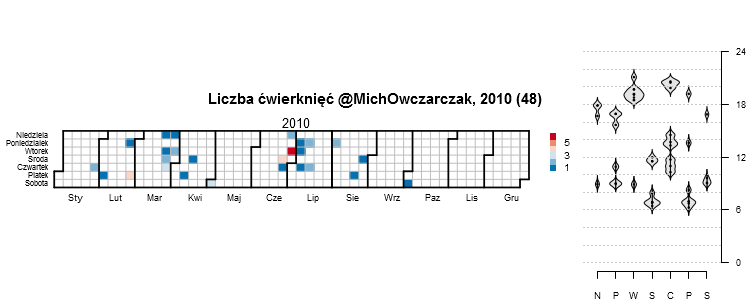 Liczba ćwierknięć @MichOwczarczak, 2010 (48)
2010
Niedziela
Poniedziałek
Wtorek
Środa
Czwartek
Piątek
Sobota
Sty Lut Mar Kwi Maj Cze Lip Sie Wrz Paz Lis Gru
5
3
1
24
18
12
6
0
N P W S C P S